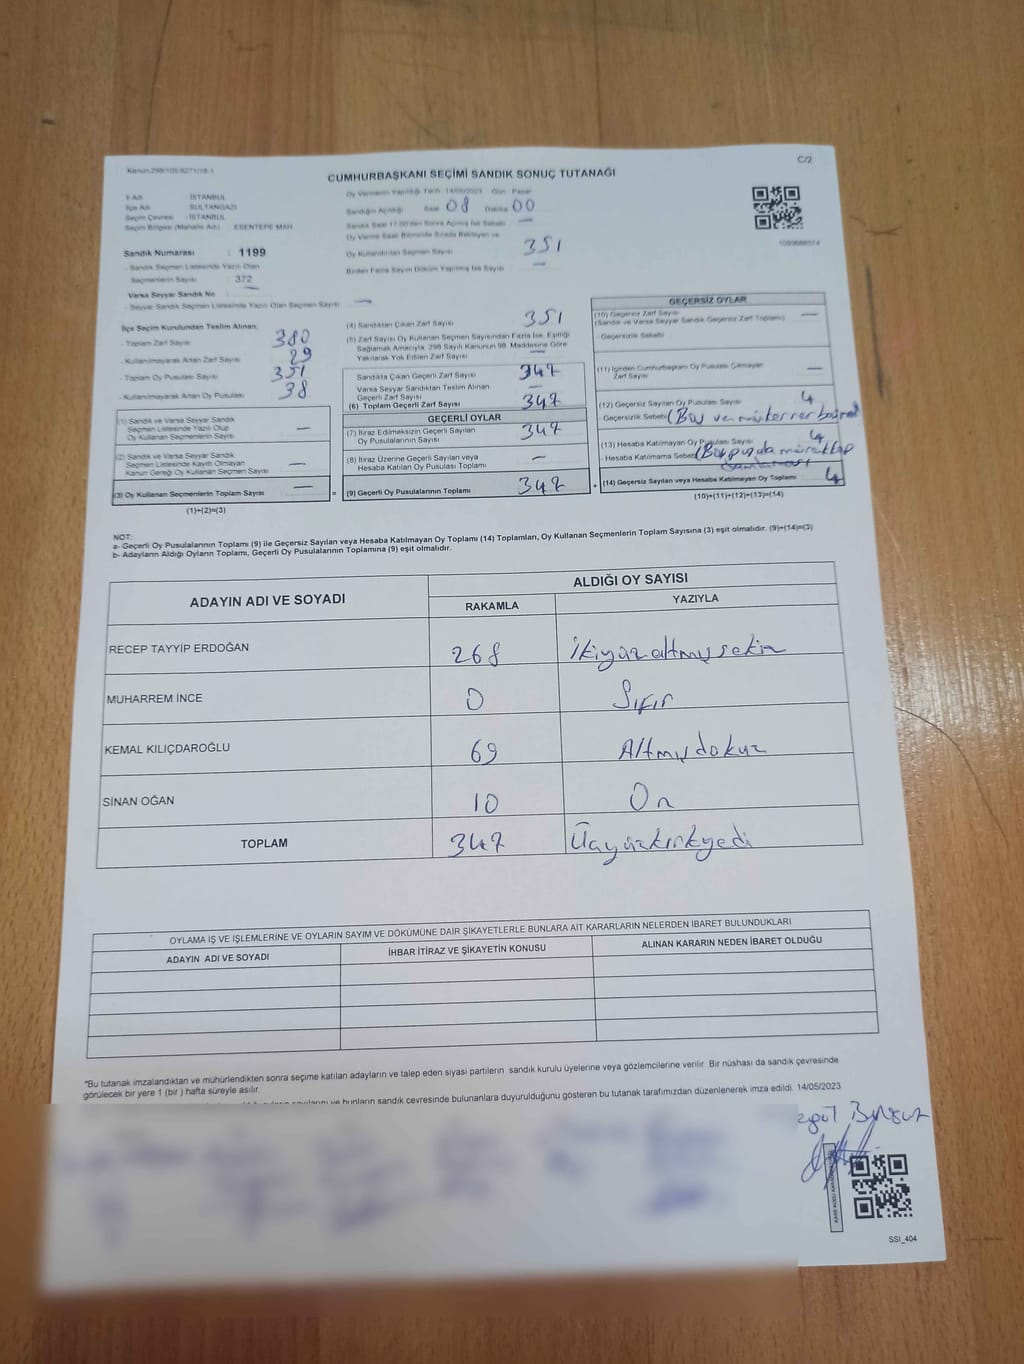 C/2
Kanun:298/105:6271/18-1
CUMHURBAŞKANI SEÇİMİ SANDIK SONUÇ TUTANAĞI
İl Adı : İSTANBUL
İlçe Adı : SULTANGAZİ
Seçim Çevresi : İSTANBUL
Seçim Bölgesi (Mahalle Adı) : ESENTEPE MAH.
Oy Vermenin Yapıldığı Tarih : 14/05/2023 Gün : Pazar
Sandığın Açıldığı Saat 08 Dakika 00
Oy Kullandırılan Seçmen Sayısı 351
Birden Fazla Sayım Döküm Yapılmış İse Sayısı —
Sandık Numarası : 1199
- Sandık Seçmen Listesinde Yazılı Olan
Seçmenlerin Sayısı : 372
Varsa Seyyar Sandık No —
- Seyyar Sandık Seçmen Listesinde Yazılı Olan Seçmen Sayısı —
İlçe Seçim Kurulundan Teslim Alınan;
- Toplam Zarf Sayısı 380
- Kullanılmayarak Artan Zarf Sayısı 29
- Toplam Oy Pusulası Sayısı 351
- Kullanılmayarak Artan Oy Pusulası 38
(1) Sandık ve Varsa Seyyar Sandık
Seçmen Listesinde Yazılı Olup
Oy Kullanan Seçmenlerin Sayısı —
(2) Sandık ve Varsa Seyyar Sandık
Seçmen Listesinde Kayıtlı Olmayan
Kanun Gereği Oy Kullanan Seçmen Sayısı —
(3) Oy Kullanan Seçmenlerin Toplam Sayısı —
(1)+(2)=(3)
(4) Sandıktan Çıkan Zarf Sayısı 351
(5) Zarf Sayısı Oy Kullanan Seçmen Sayısından Fazla İse, Eşitliği
Sağlamak Amacıyla, 298 Sayılı Kanunun 98. Maddesine Göre
Yakılarak Yok Edilen Zarf Sayısı —
Sandıkta Çıkan Geçerli Zarf Sayısı 347
Varsa Seyyar Sandıktan Teslim Alınan
Geçerli Zarf Sayısı —
(6) Toplam Geçerli Zarf Sayısı 347
GEÇERLİ OYLAR
(7) İtiraz Edilmeksizin Geçerli Sayılan
Oy Pusulalarının Sayısı 347
(8) İtiraz Üzerine Geçerli Sayılan veya
Hesaba Katılan Oy Pusulası Toplamı —
= (9) Geçerli Oy Pusulalarının Toplamı 347
GEÇERSİZ OYLAR
(10) Geçersiz Zarf Sayısı —
(Sandık ve Varsa Seyyar Sandık Geçersiz Zarf Toplamı)
Geçersizlik Sebebi
(11) İçinden Cumhurbaşkanı Oy Pusulası Çıkmayan
Zarf Sayısı —
(12) Geçersiz Sayılan Oy Pusulası Sayısı 4
Geçersizlik Sebebi (Boş ve mükerrer
(13) Hesaba Katılmayan Oy Pusulası Sayısı 4
- Hesaba Katılmama Sebebi
+ (14) Geçersiz Sayılan veya Hesaba Katılmayan Oy Toplamı 4
(10)+(11)+(12)+(13)=(14)
NOT:
a- Geçerli Oy Pusulalarının Toplamı (9) ile Geçersiz Sayılan veya Hesaba Katılmayan Oy Toplamı (14) Toplamları, Oy Kullanan Seçmenlerin Toplam Sayısına (3) eşit olmalıdır. (9)+(14)=(3)
b- Adayların Aldığı Oyların Toplamı, Geçerli Oy Pusulalarının Toplamına (9) eşit olmalıdır.
ADAYIN ADI VE SOYADI ALDIĞI OY SAYISI
RAKAMLA YAZIYLA
RECEP TAYYİP ERDOĞAN 268 İkiyüzaltmışsekiz
MUHARREM İNCE 0 Sıfır
KEMAL KILIÇDAROĞLU 69 Altmışdokuz
SİNAN OĞAN 10 On
TOPLAM 347 Üçyüzkırkyedi
OYLAMA İŞ VE İŞLEMLERİNE VE OYLARIN SAYIM VE DÖKÜMÜNE DAİR ŞİKAYETLERLE BUNLARA AİT KARARLARIN NELERDEN İBARET BULUNDUKLARI
ADAYIN ADI VE SOYADI İHBAR İTİRAZ VE ŞİKAYETİN KONUSU ALINAN KARARIN NEDEN İBARET OLDUĞU
*Bu tutanak imzalandıktan ve mühürlendikten sonra seçime katılan adayların ve talep eden siyasi partilerin sandık kurulu üyelerine veya gözlemcilerine verilir. Bir nüshası da sandık çevresinde
görülecek bir yere 1 (bir) hafta süreyle asılır.
ve bunların sandık çevresinde bulunanlara duyurulduğunu gösteren bu tutanak tarafımızdan düzenlenerek imza edildi. 14/05/2023
SSI_404